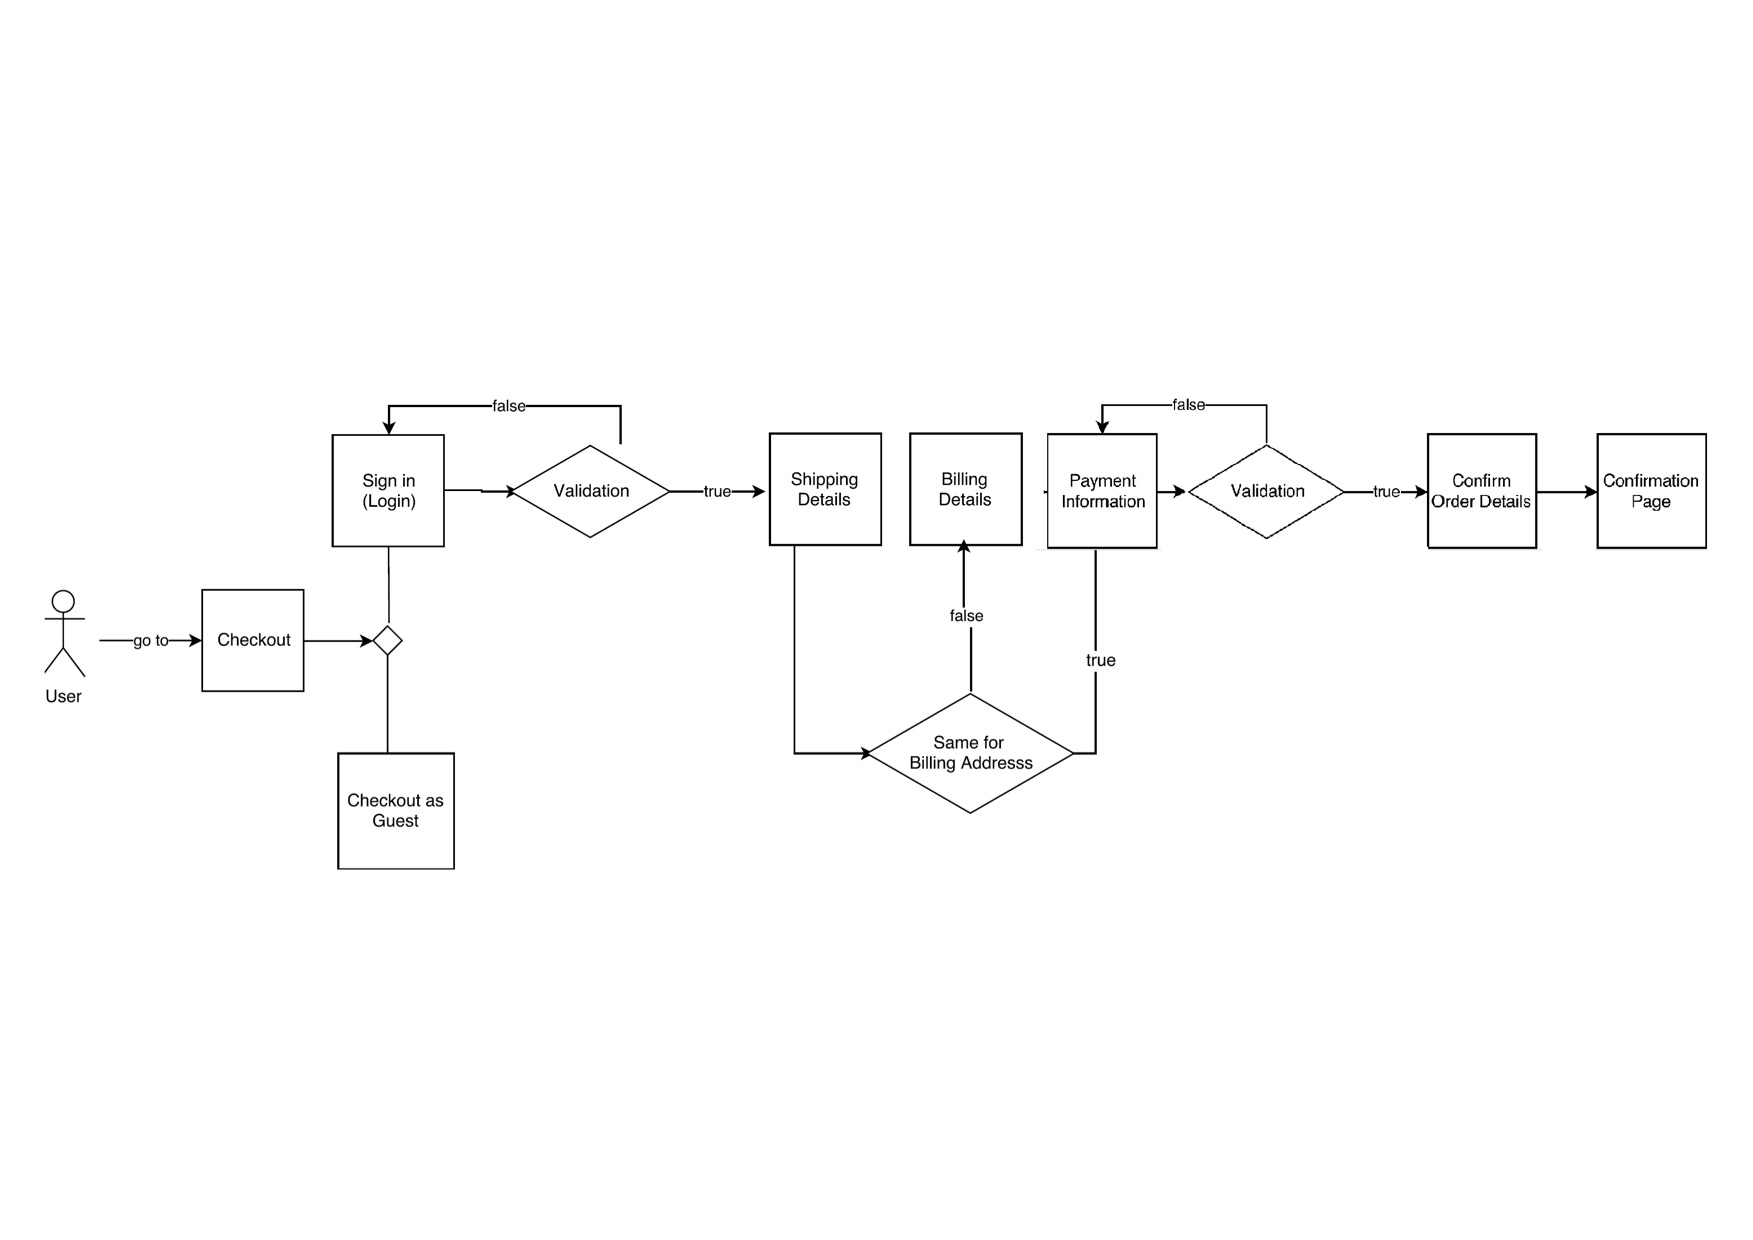 false
Sign in
(Login)
Validation
true
Shipping
Details
Billing
Details
false
Payment
Information
Validation
true
Confirm
Order Details
Confirmation
Page
User
go to
Checkout
false
true
Same for
Billing Addresss
Checkout as
Guest